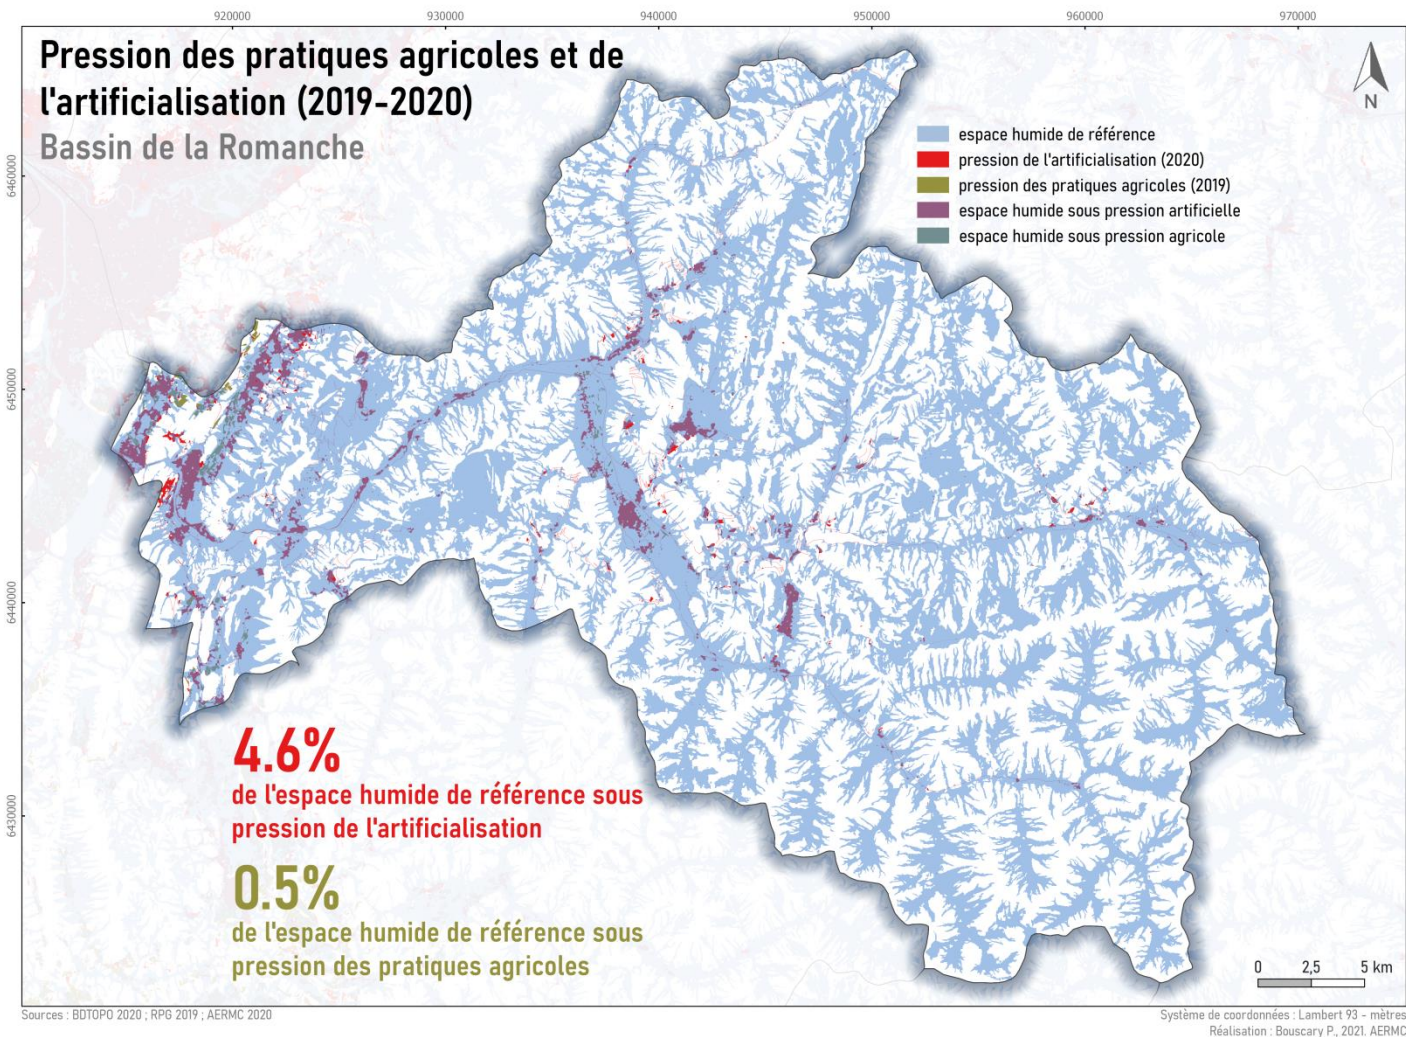 920000
930000
940000
950000
960000
970000
Pression des pratiques agricoles et de
l'artificialisation (2019-2020)
Bassin de la Romanche
N
espace humide de référence
pression de l'artificialisation (2020)
pression des pratiques agricoles (2019)
espace humide sous pression artificielle
espace humide sous pression agricole
6460000
6450000
6440000
6430000
4.6%
de l'espace humide de référence sous
pression de l'artificialisation
0.5%
de l'espace humide de référence sous
pression des pratiques agricoles
0 2,5 5 km
Sources : BDTOPO 2020 ; RPG 2019 ; AERMC 2020
Système de coordonnées : Lambert 93 - mètres
Réalisation : Bouscary P., 2021. AERMC